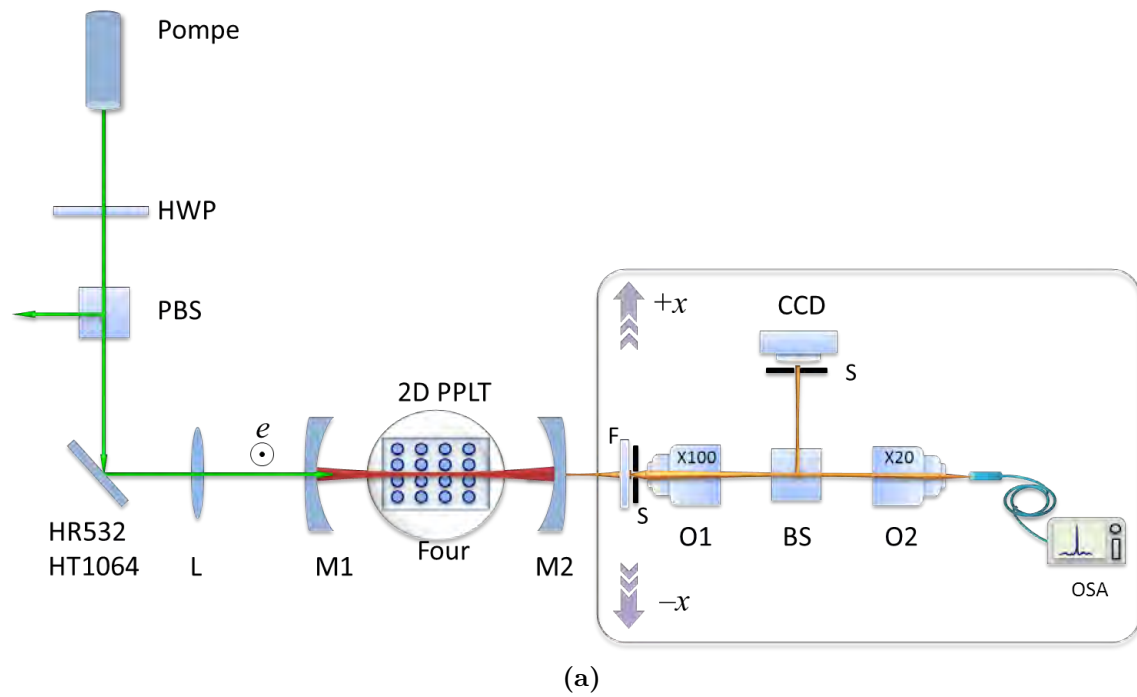 Pompe
HWP
PBS
HR532
HT1064
L
e
M1
2D PPLT
Four
M2
+x
–x
F
S
X100
O1
CCD
S
BS
X20
O2
OSA
(a)